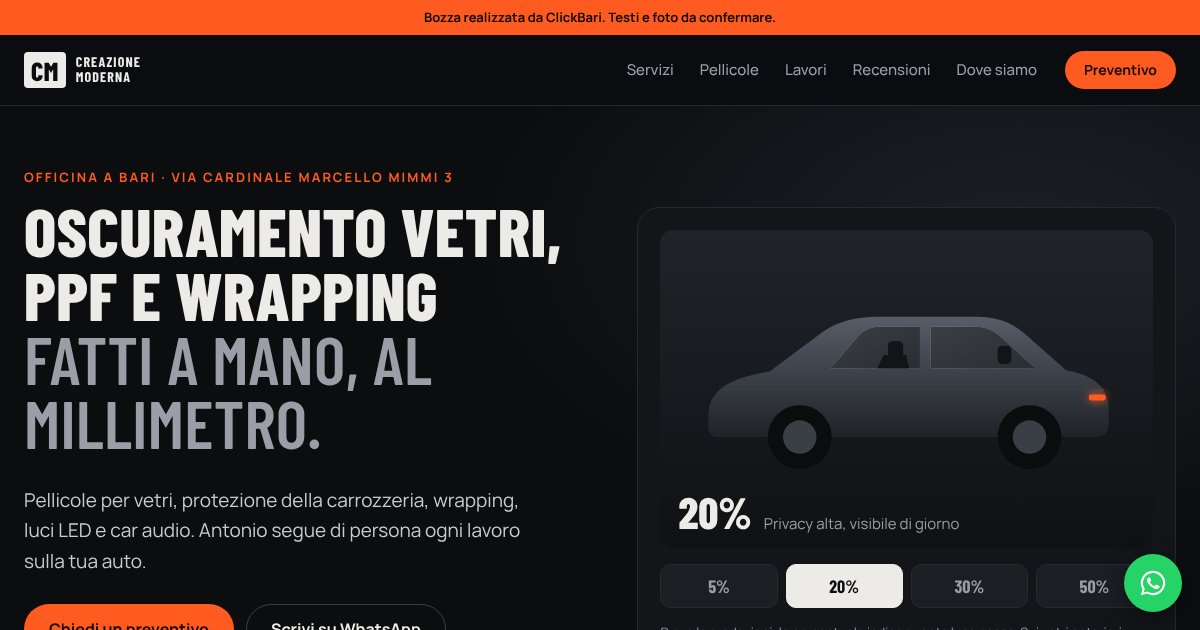 Bozza realizzata da ClickBari. Testi e foto da confermare.
CM CREAZIONE
MODERNA
Servizi Pellicole Lavori Recensioni Dove siamo Preventivo
OFFICINA A BARI · VIA CARDINALE MARCELLO MIMMI 3
OSCURAMENTO VETRI,
PPF E WRAPPING
FATTI A MANO, AL
MILLIMETRO.
Pellicole per vetri, protezione della carrozzeria, wrapping,
luci LED e car audio. Antonio segue di persona ogni lavoro
sulla tua auto.
Chiedi un preventivo Scrivi su WhatsApp
20% Privacy alta, visibile di giorno
5% 20% 30% 50%